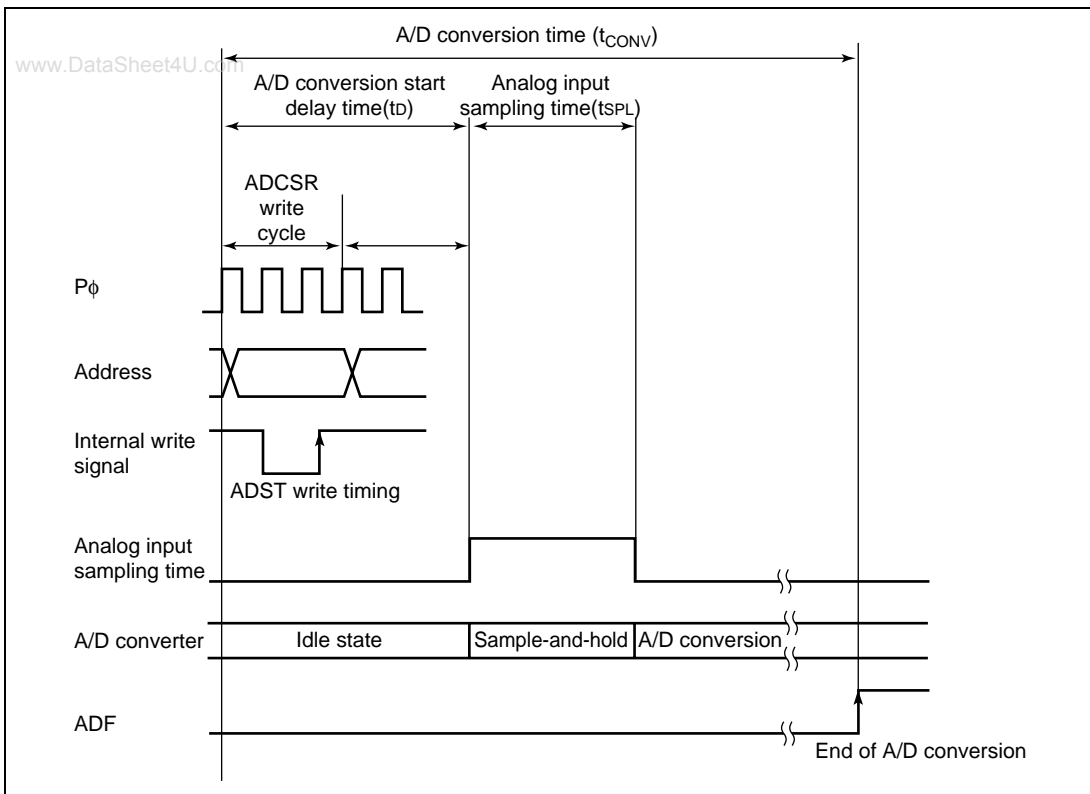 A/D conversion time (tCONV)
www.DataSheet4U.com
A/D conversion start
delay time(tD)
Analog input
sampling time(tSPL)
ADCSR
write
cycle
Pϕ
Address
Internal write
signal
ADST write timing
Analog input
sampling time
A/D converter
Idle state
Sample-and-hold
A/D conversion
ADF
End of A/D conversion